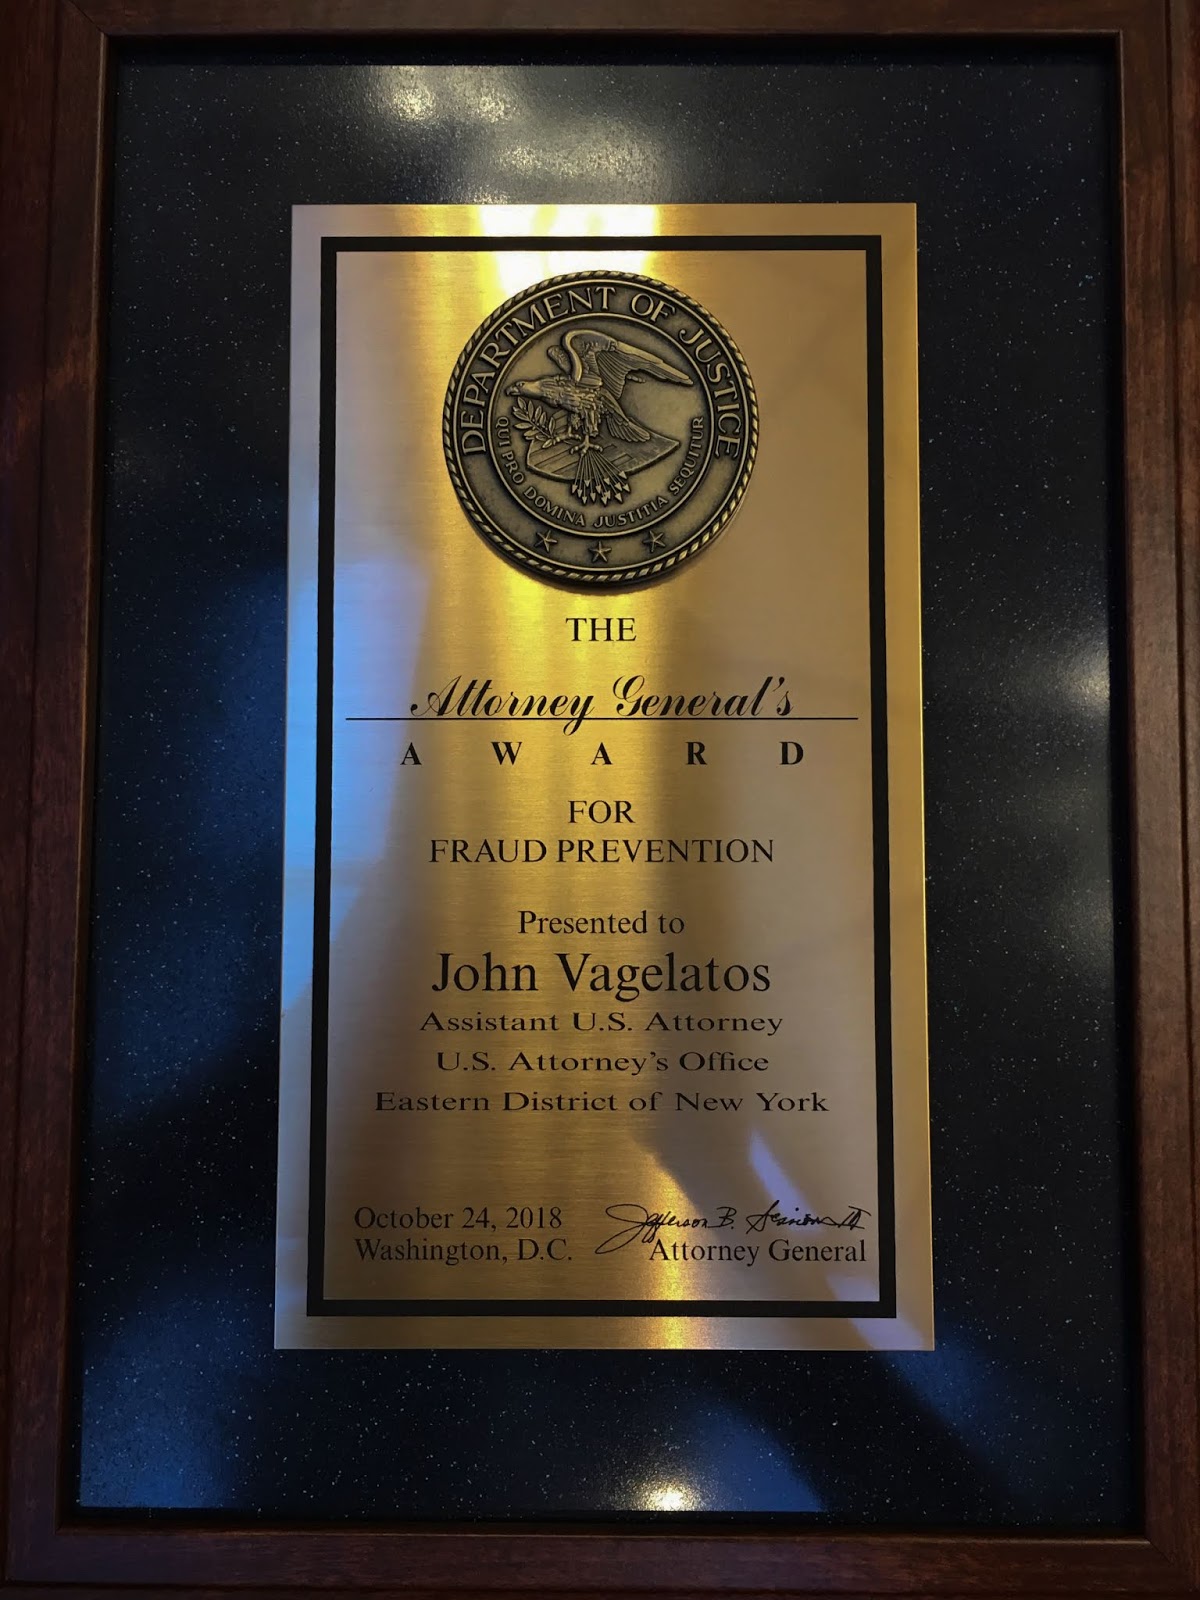 DEPARTMENT OF JUSTICE
QUI PRO DOMINA JUSTITIA SEQUITUR
THE
Attorney General's
AWARD
FOR
FRAUD PREVENTION
Presented to
John Vagelatos
Assistant U.S. Attorney
U.S. Attorney's Office
Eastern District of New York
October 24, 2018
Jefferson B. Sessions III
Washington, D.C.
Attorney General